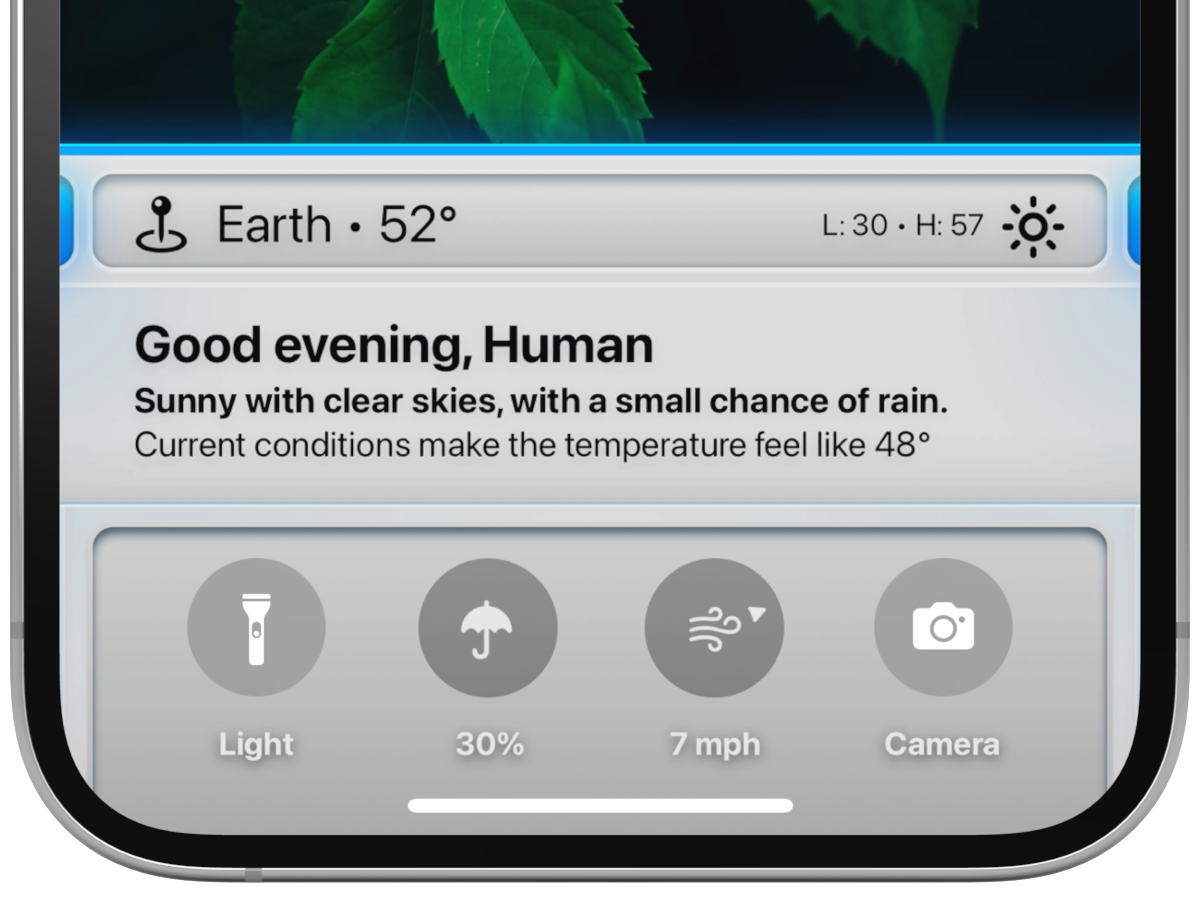 Earth • 52°
L: 30 • H: 57
Good evening, Human
Sunny with clear skies, with a small chance of rain.
Current conditions make the temperature feel like 48°
Light
30%
7 mph
Camera